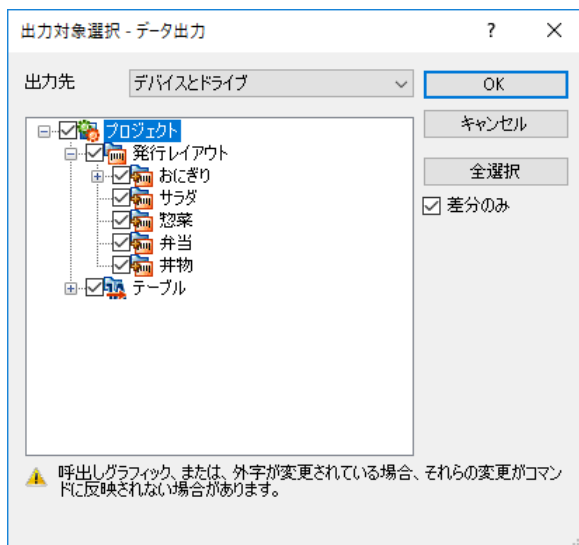 出力対象選択 - データ出力
?
出力先
デバイスとドライブ
OK
キャンセル
全選択
差分のみ
プロジェクト
発行レイアウト
おにぎり
サラダ
惣菜
弁当
丼物
テーブル
呼出しグラフィック、または、外字が変更されている場合、それらの変更がコマン
ドに反映されない場合があります。